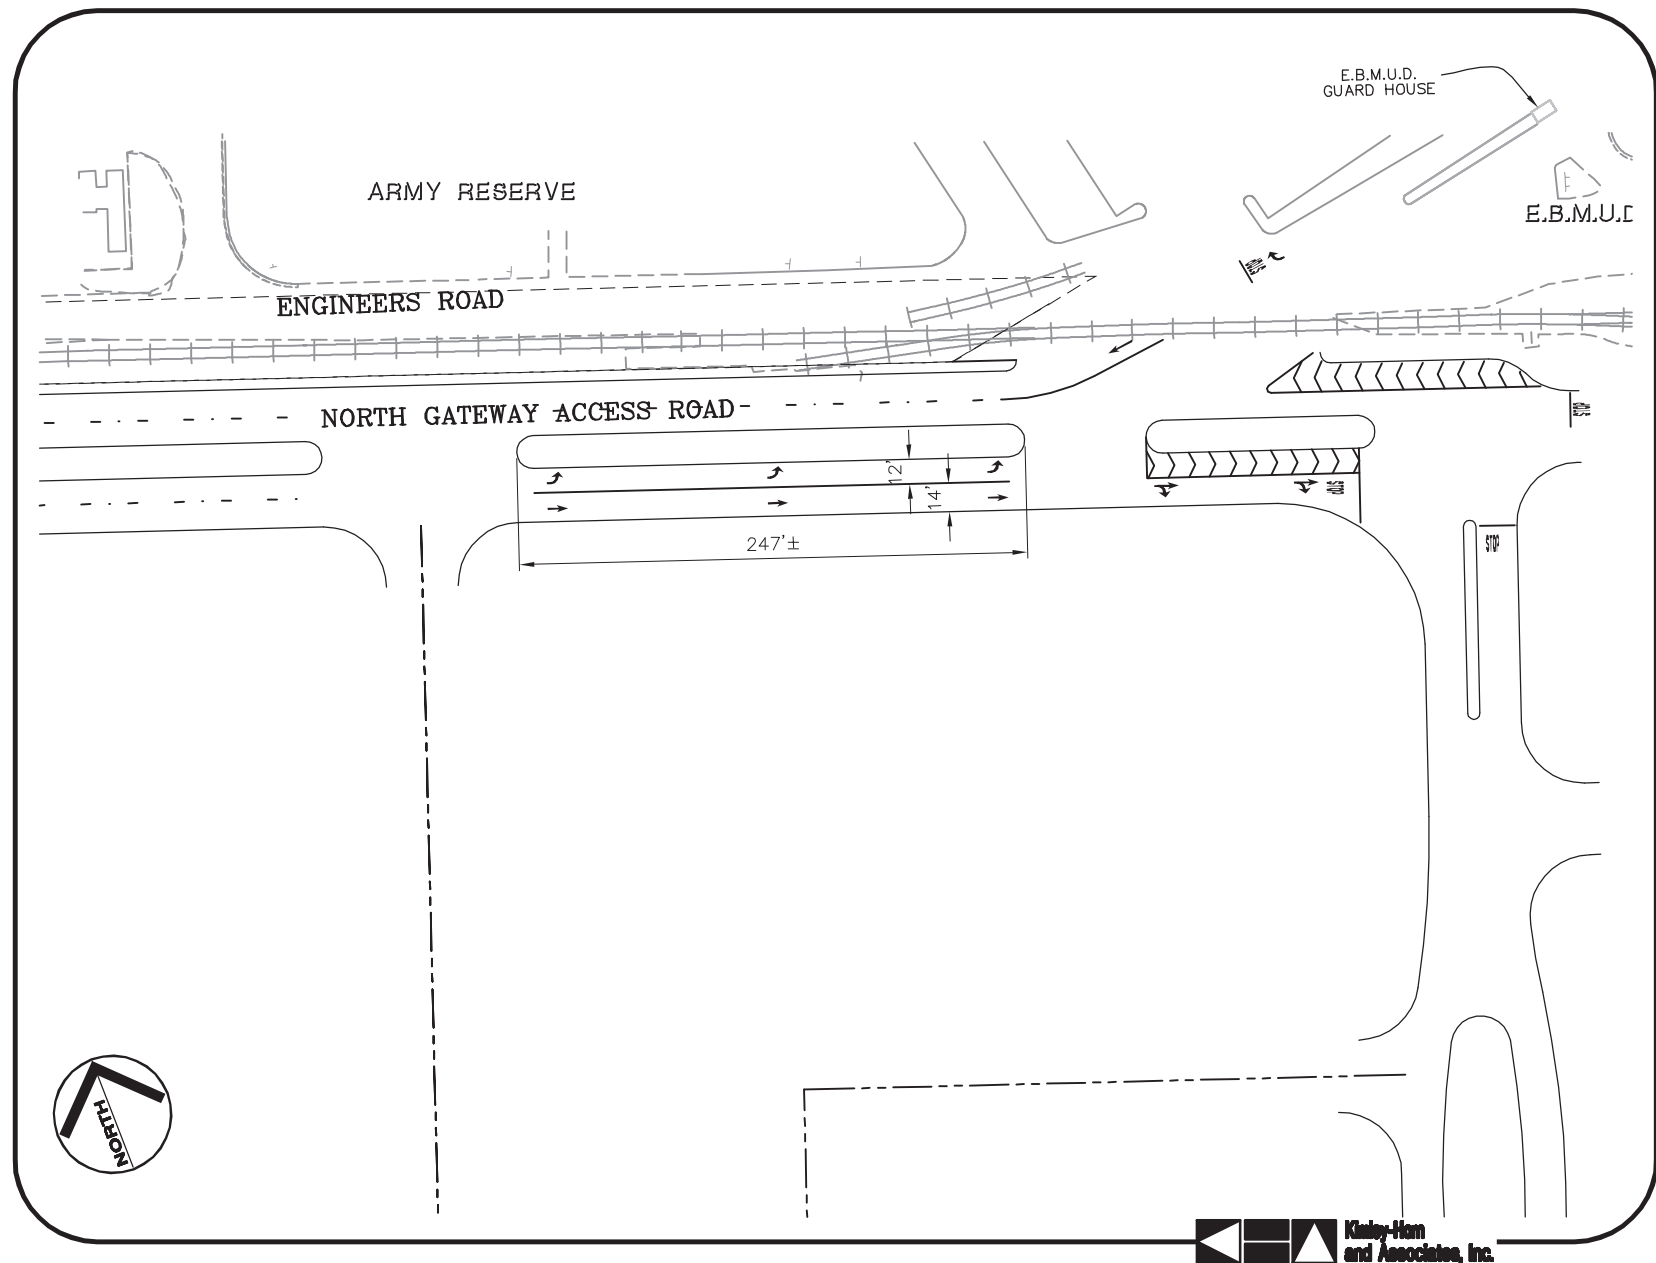 E.B.M.U.D.
GUARD HOUSE
ARMY RESERVE
E.B.M.U.D
STOP
ENGINEERS ROAD
NORTH GATEWAY ACCESS ROAD
STOP
12'
14'
STOP
STOP
247'±
NORTH
Kimley-Horn
and Associates, Inc.